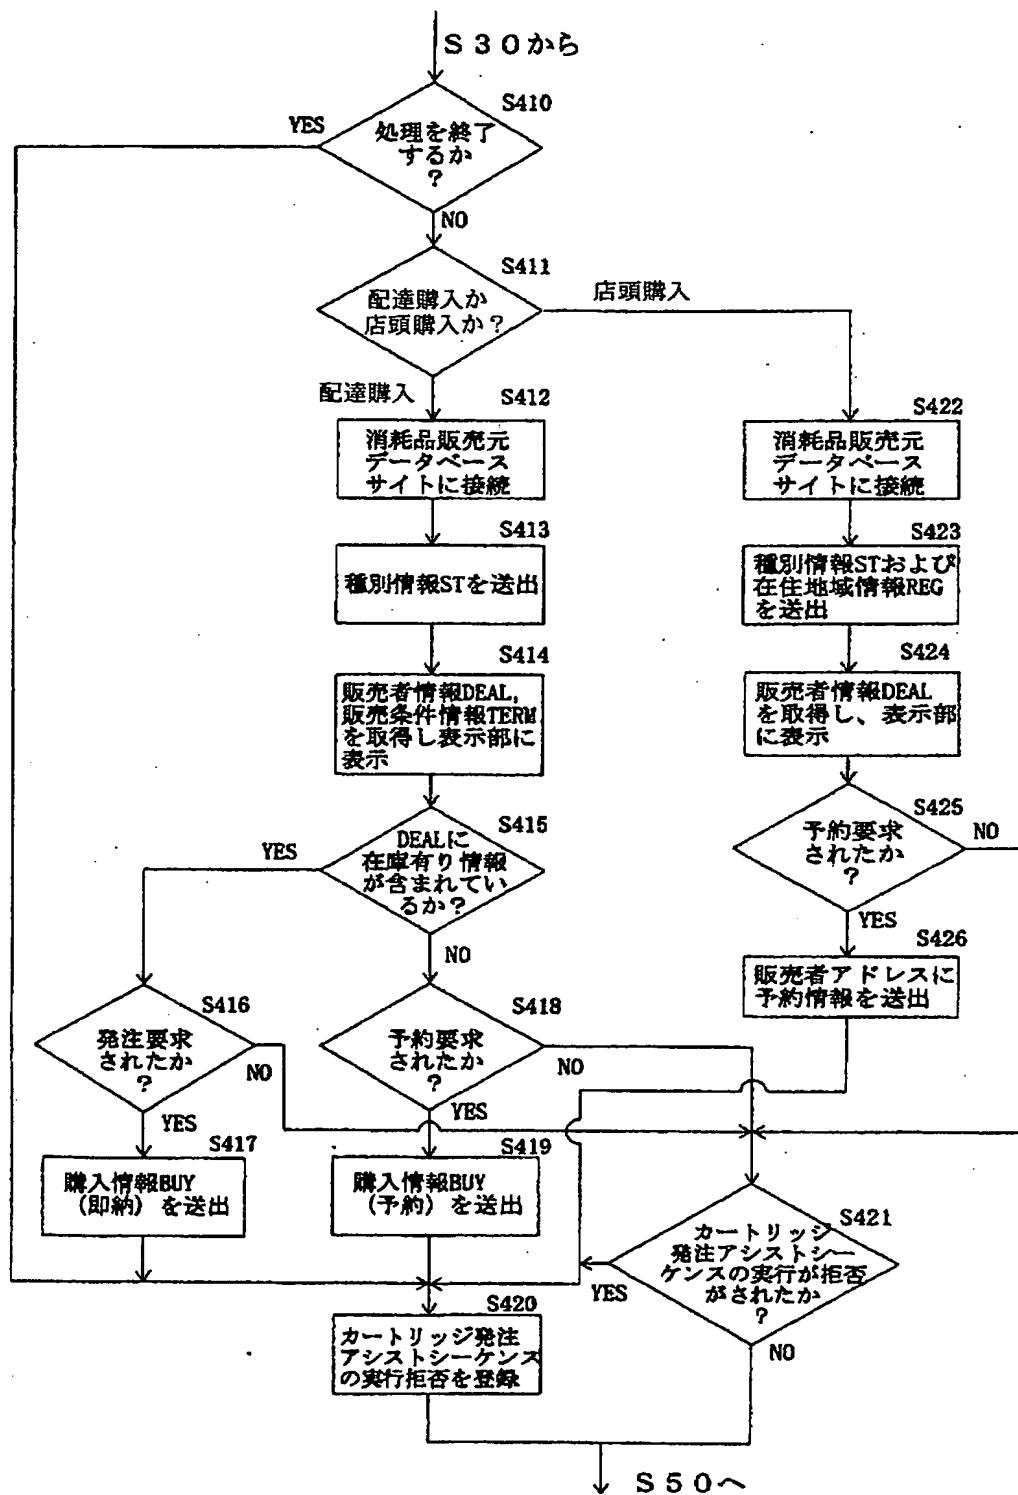 S30から
S410
YES
処理を終了
するか
?
NO
S411
配達購入か
店頭購入か?
店頭購入
配達購入
S412
消耗品販売元
データベース
サイトに接続
S422
消耗品販売元
データベース
サイトに接続
S413
種別情報STを送出
S423
種別情報STおよび
在住地域情報REG
を送出
S414
販売者情報DEAL,
販売条件情報TERM
を取得し表示部に
表示
S424
販売者情報DEAL
を取得し、表示部
に表示
S415
DEALに
在庫有り情報
が含まれてい
るか?
YES
NO
S425
予約要求
されたか
?
NO
YES
S426
販売者アドレスに
予約情報を送出
S416
発注要求
されたか
?
NO
YES
S418
予約要求
されたか
?
NO
YES
S417
購入情報BUY
(即納)を送出
S419
購入情報BUY
(予約)を送出
S421
カートリッジ
発注アシストシー
ケンスの実行が拒否
がされたか
?
YES
NO
S420
カートリッジ発注
アシストシーケンス
の実行拒否を登録
S50へ